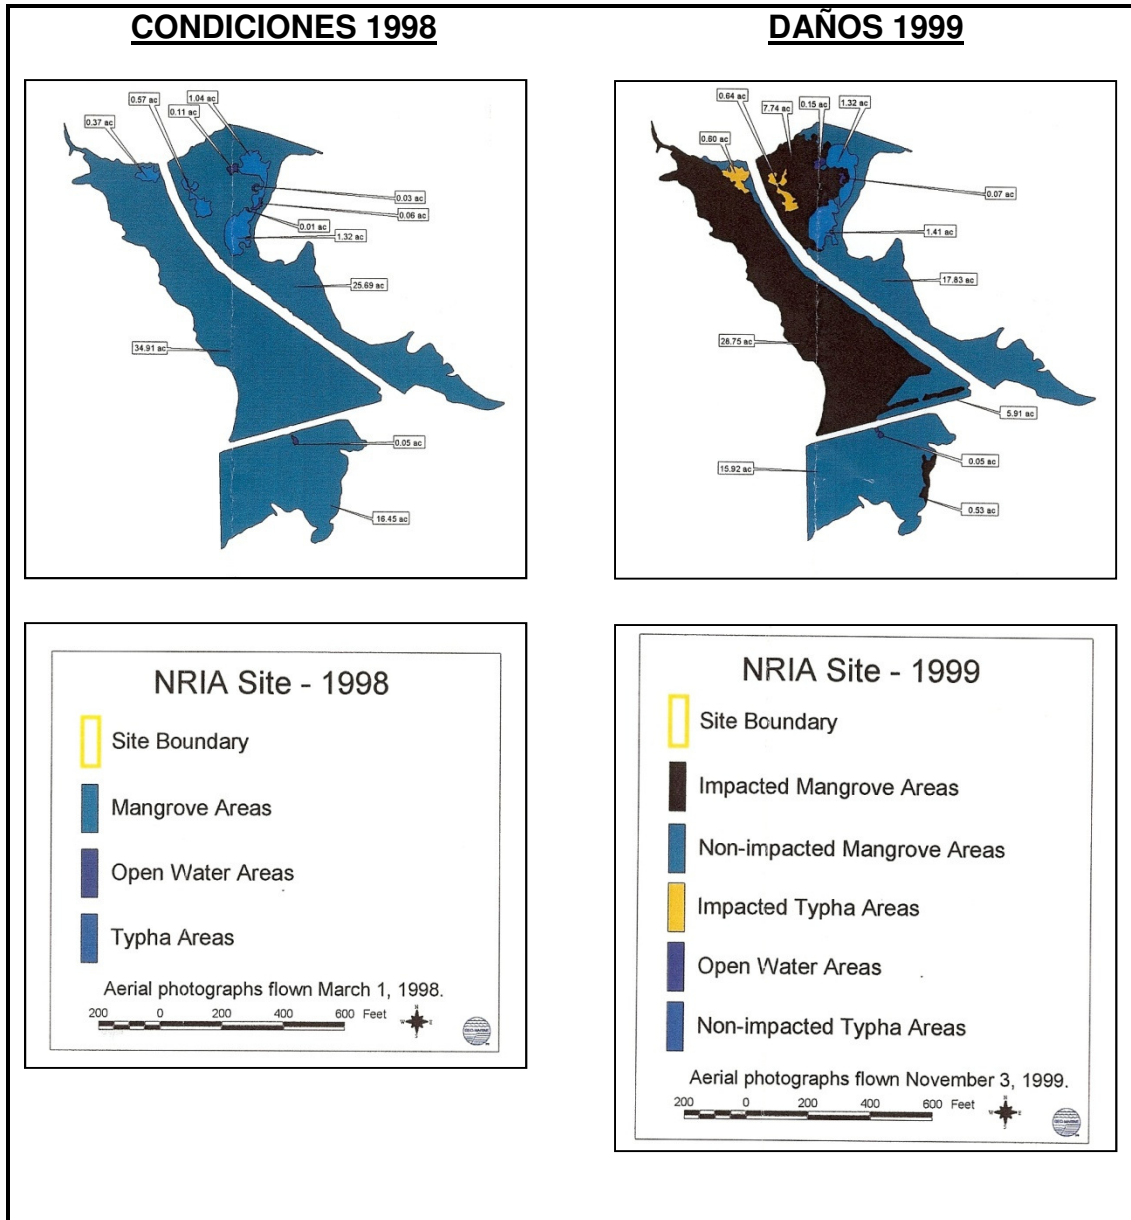 CONDICIONES 1998
0.57 ac
1.04 ac
0.11 ac
0.37 ac
0.03 ac
0.06 ac
0.01 ac
1.32 ac
25.69 ac
34.91 ac
0.05 ac
16.45 ac
NRIA Site - 1998
Site Boundary
Mangrove Areas
Open Water Areas
Typha Areas
Aerial photographs flown March 1, 1998.
200 0 200 400 600 Feet
N
W E
S
DAÑOS 1999
0.64 ac
7.74 ac
0.15 ac
1.32 ac
0.60 ac
0.07 ac
1.41 ac
17.83 ac
28.75 ac
5.91 ac
0.05 ac
15.92 ac
0.53 ac
NRIA Site - 1999
Site Boundary
Impacted Mangrove Areas
Non-impacted Mangrove Areas
Impacted Typha Areas
Open Water Areas
Non-impacted Typha Areas
Aerial photographs flown November 3, 1999.
200 0 200 400 600 Feet
N
W E
S